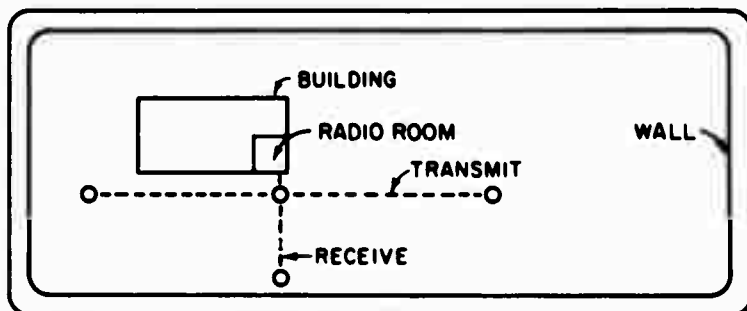 BUILDING
RADIO ROOM
WALL
TRANSMIT
RECEIVE